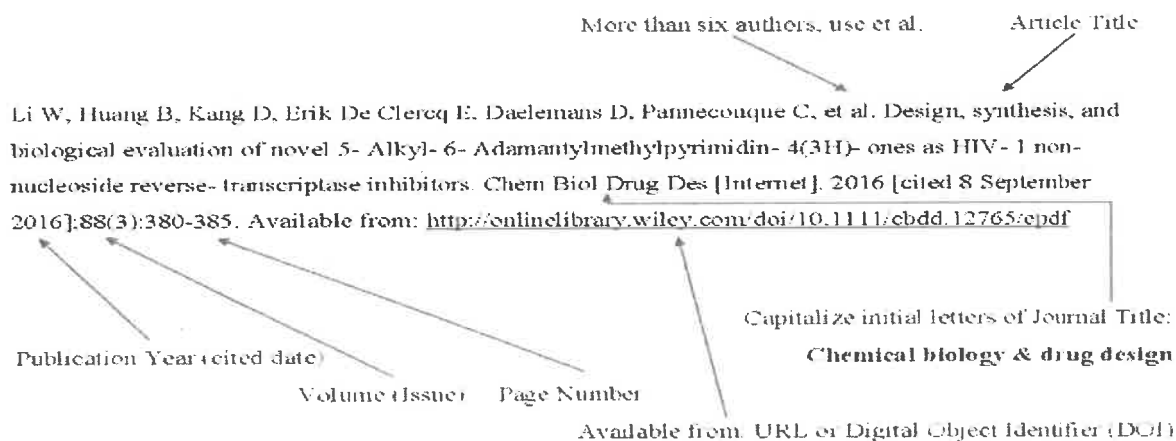 More than six authors, use et al. Article Title
Li W, Huang B, Kang D, Erik De Clercq E, Daelemans D, Pannecouque C, et al. Design, synthesis, and
biological evaluation of novel 5- Alkyl- 6- Adamantylmethylpyrimidin- 4(3H)- ones as HIV- 1 non-
nucleoside reverse- transcriptase inhibitors. Chem Biol Drug Des [Internet]. 2016 [cited 8 September
2016];88(3):380-385. Available from: http://onlinelibrary.wiley.com/doi/10.1111/cbdd.12765/epdf
Capitalize initial letters of Journal Title:
Publication Year (cited date)
Chemical biology & drug design
Volume (Issue) Page Number
Available from: URL or Digital Object Identifier (DOI)